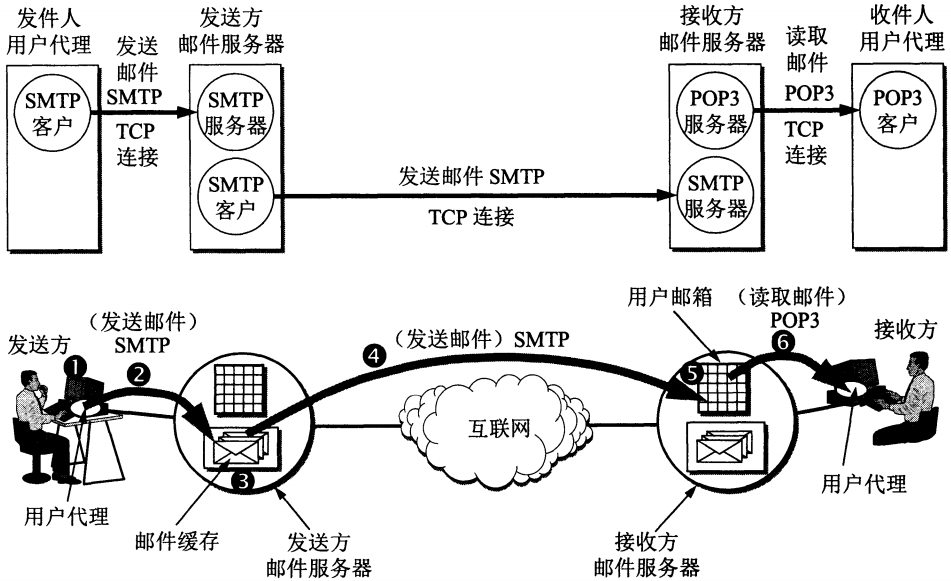 发件人
用户代理
发送方
邮件服务器
接收方
邮件服务器
收件人
用户代理
发送
邮件
SMTP
TCP
连接
读取
邮件
POP3
TCP
连接
SMTP
客户
SMTP
服务器
POP3
服务器
POP3
客户
SMTP
客户
发送邮件 SMTP
TCP 连接
SMTP
服务器
用户邮箱
（读取邮件）
POP3
（发送邮件）
SMTP
（发送邮件）SMTP
发送方
接收方
❶
❷
❸
❹
❺
❻
互联网
用户代理
邮件缓存
发送方
邮件服务器
接收方
邮件服务器
用户代理